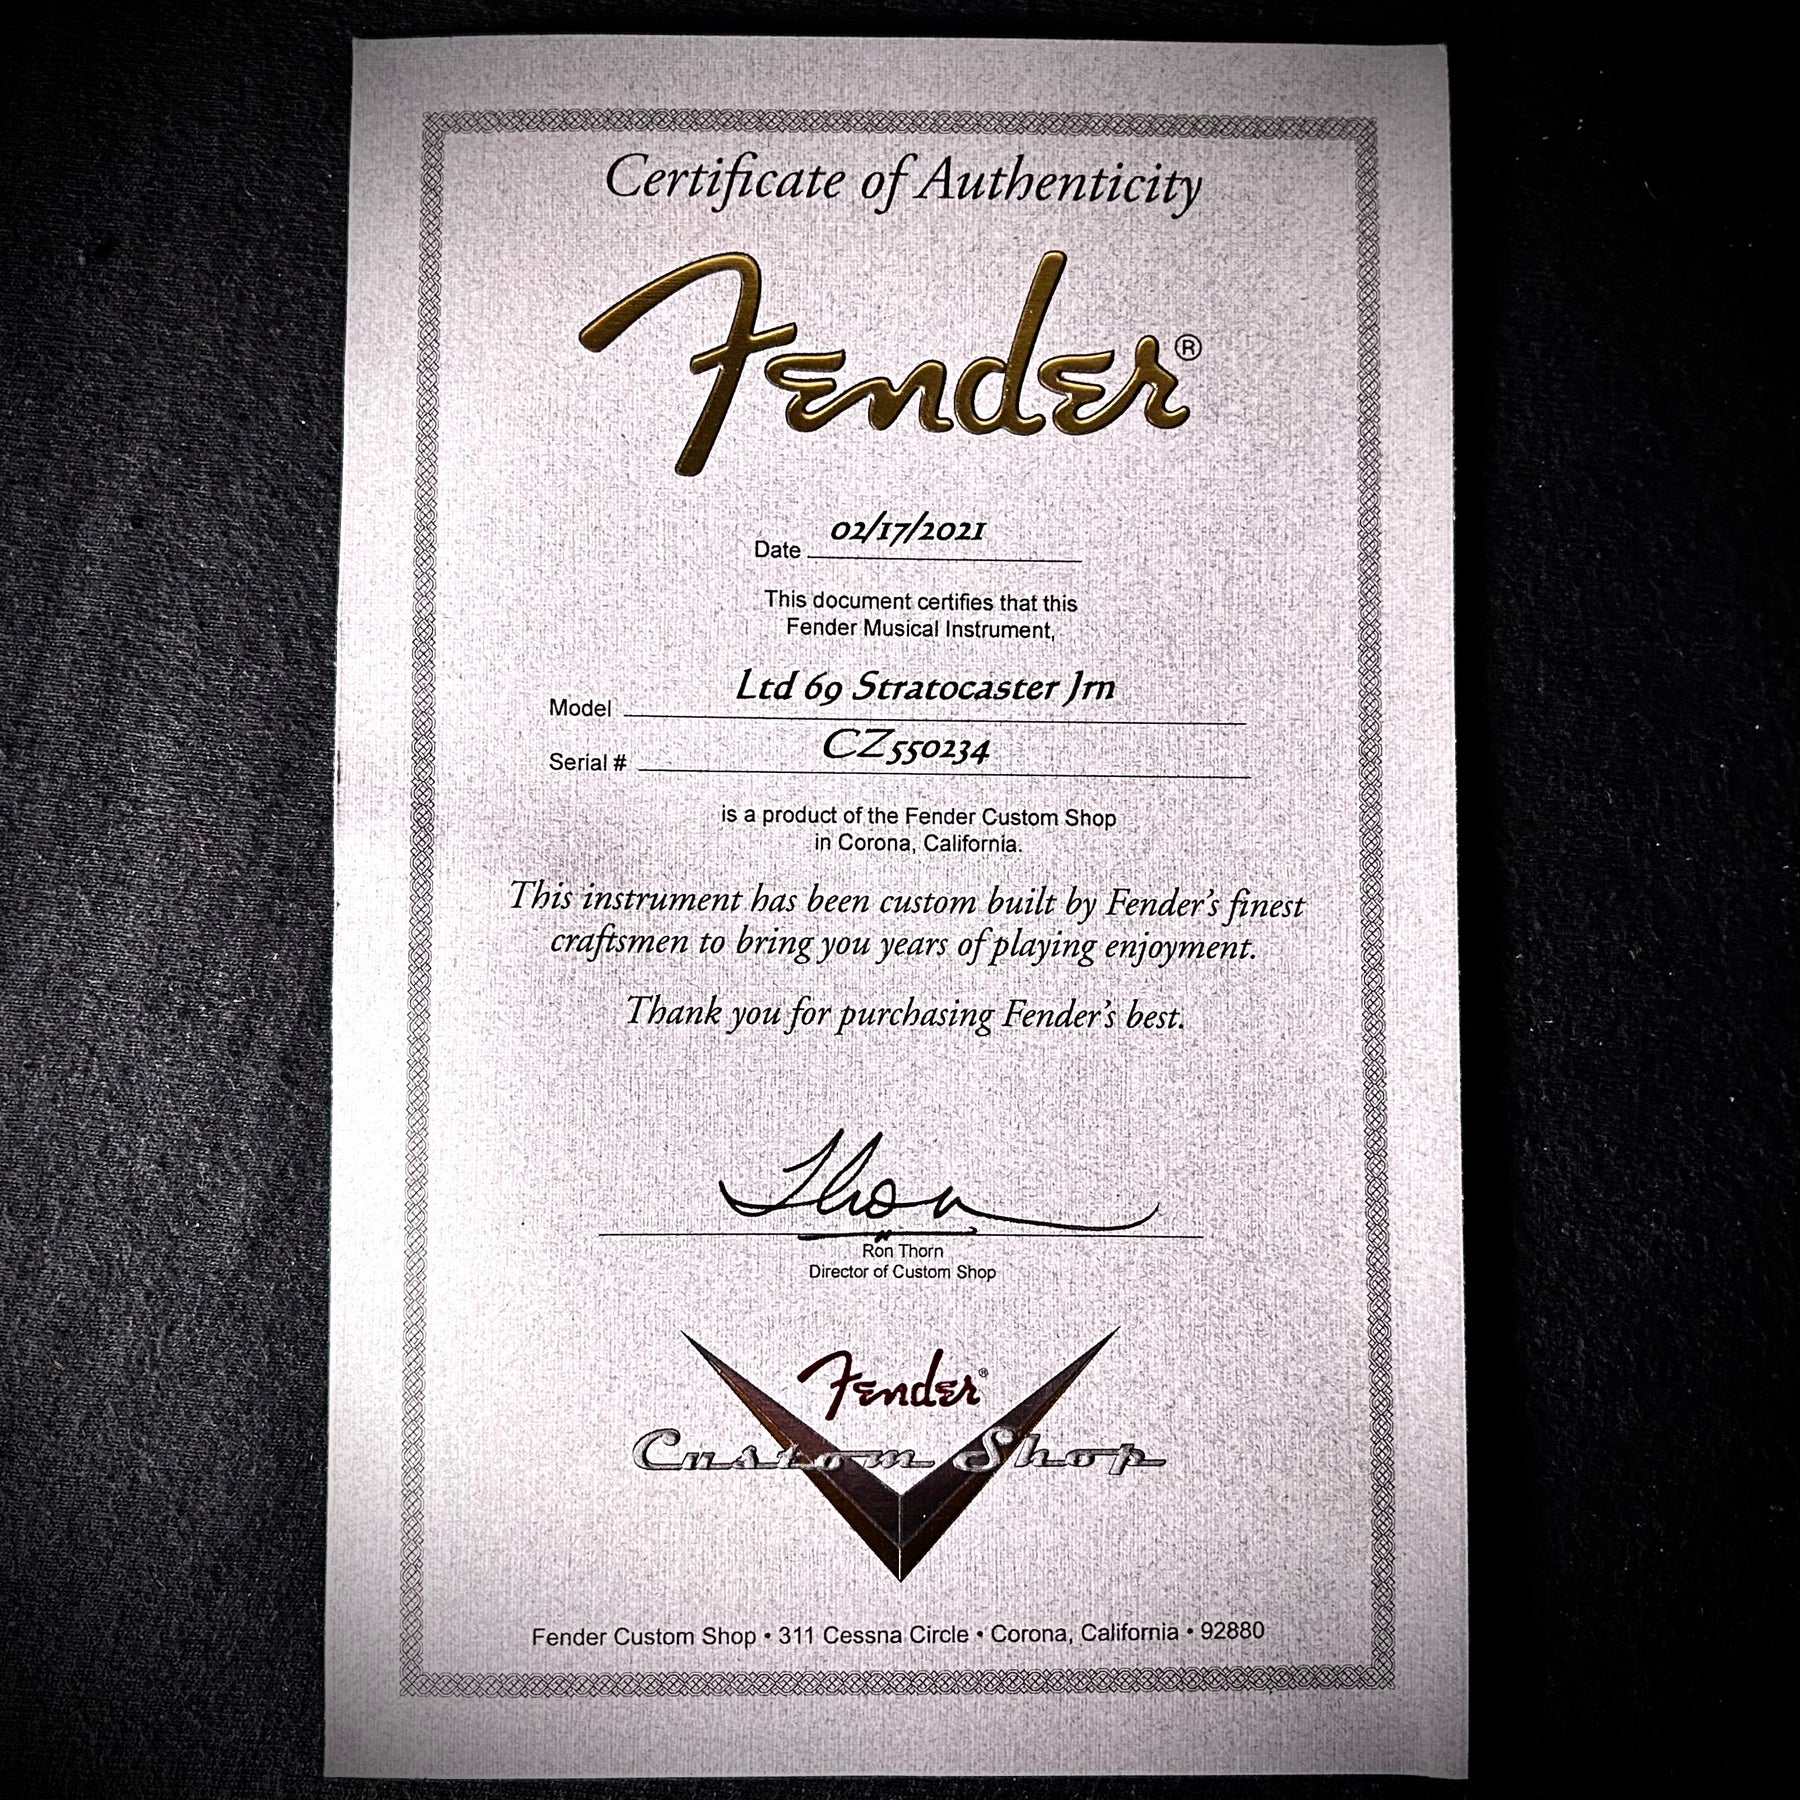 Certificate of Authenticity
Fender®
Date 02/17/2021
This document certifies that this
Fender Musical Instrument,
Model Ltd 69 Stratocaster Jrn
Serial # CZ550234
is a product of the Fender Custom Shop
in Corona, California.
This instrument has been custom built by Fender's finest
craftsmen to bring you years of playing enjoyment.
Thank you for purchasing Fender's best.
Thorn
Ron Thorn
Director of Custom Shop
Fender®
Custom Shop
Fender Custom Shop • 311 Cessna Circle • Corona, California • 92880